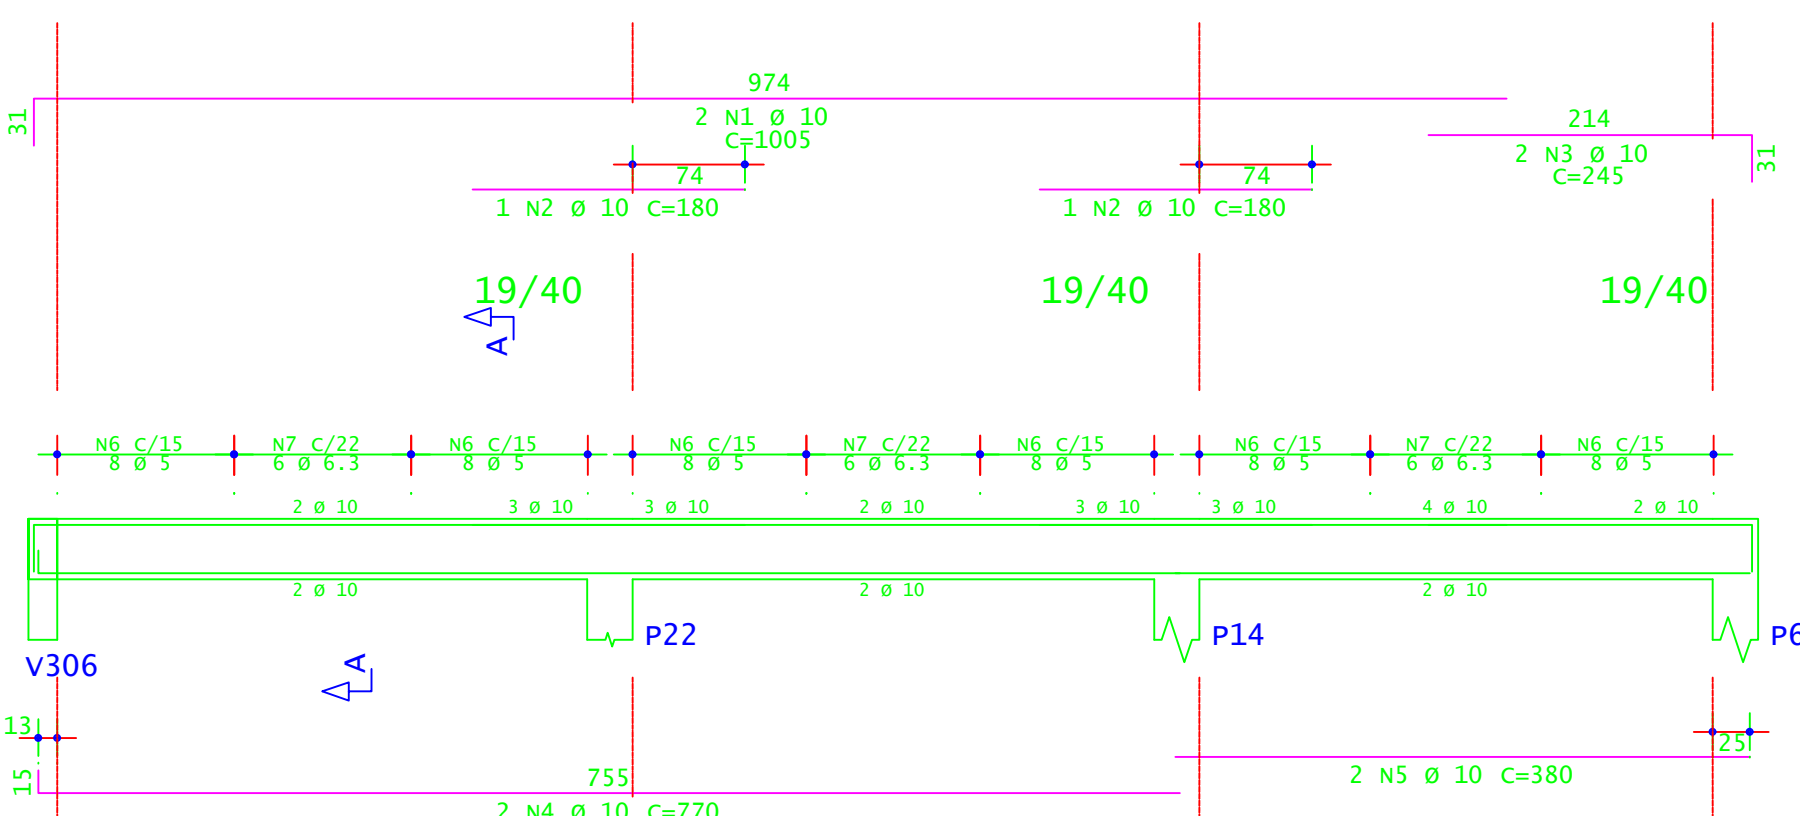 974
31
2 N1 Ø 10
C=1005
214
2 N3 Ø 10
C=245
31
74
1 N2 Ø 10 C=180
74
1 N2 Ø 10 C=180
19/40
19/40
19/40
A
N6 C/15
8 Ø 5
N7 C/22
6 Ø 6.3
N6 C/15
8 Ø 5
N6 C/15
8 Ø 5
N7 C/22
6 Ø 6.3
N6 C/15
8 Ø 5
N6 C/15
8 Ø 5
N7 C/22
6 Ø 6.3
N6 C/15
8 Ø 5
2 Ø 10
3 Ø 10
3 Ø 10
2 Ø 10
3 Ø 10
3 Ø 10
4 Ø 10
2 Ø 10
2 Ø 10
2 Ø 10
2 Ø 10
P22
P14
P6
V306
A
13
15
755
2 N4 Ø 10 C=770
25
2 N5 Ø 10 C=380